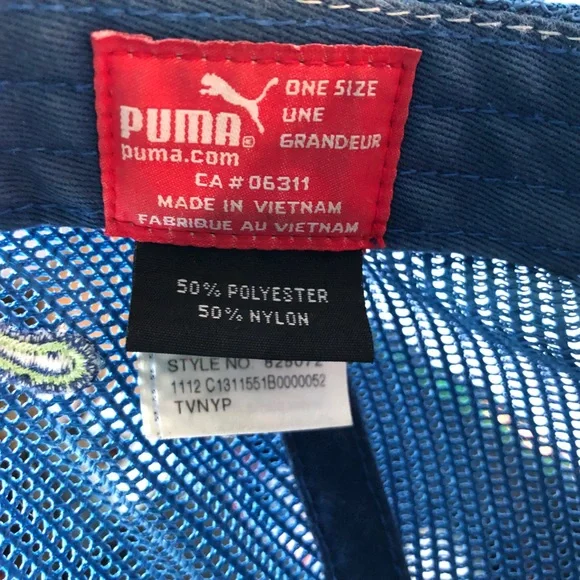 PUMA®
puma.com
ONE SIZE
UNE
GRANDEUR
CA # 06311
MADE IN VIETNAM
FABRIQUE AU VIETNAM
50% POLYESTER
50% NYLON
STYLE NO.
1112 C1311551B0000052
TVNYP